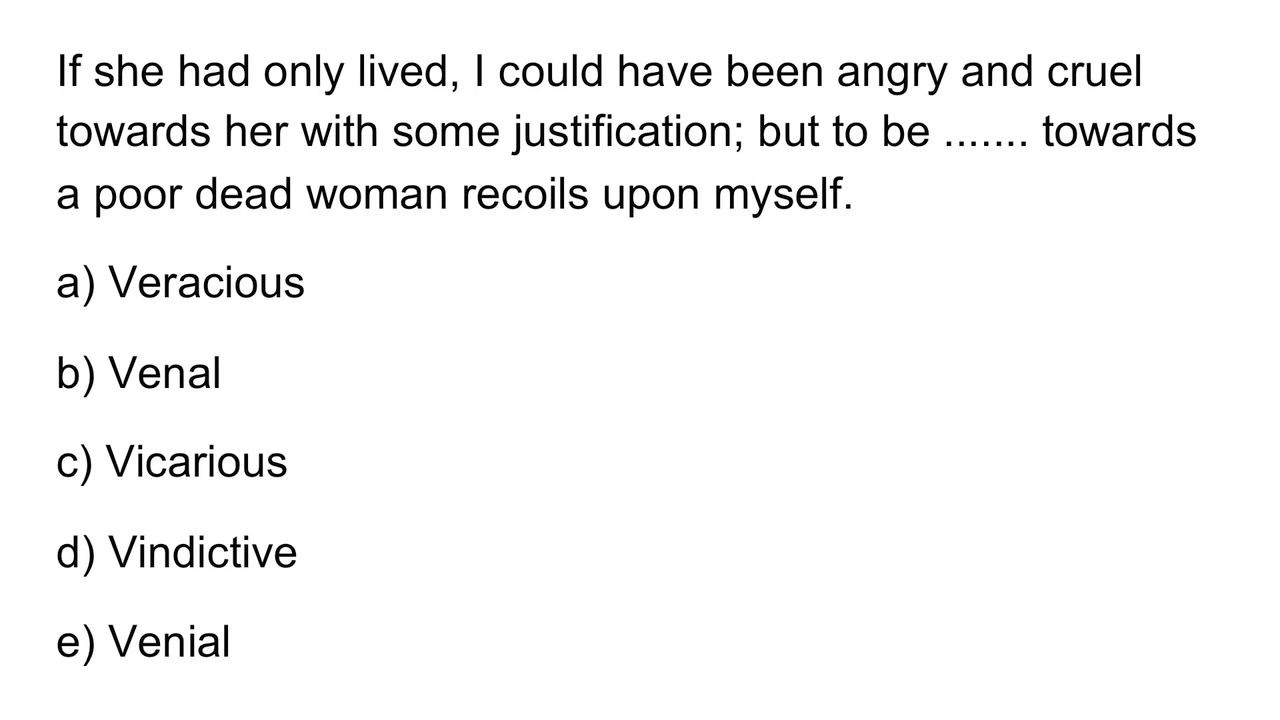 If she had only lived, I could have been angry and cruel
towards her with some justification; but to be ....... towards
a poor dead woman recoils upon myself.
a) Veracious
b) Venal
c) Vicarious
d) Vindictive
e) Venial